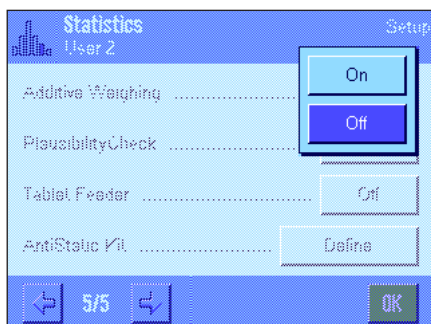 Statistics
Setup
User 2
On
Off
Additive Weighing ....................
PlausibilityCheck ....................
Tablet Feeder ............................ Off
AntiStatic Kit ...................... Define
5/5
OK